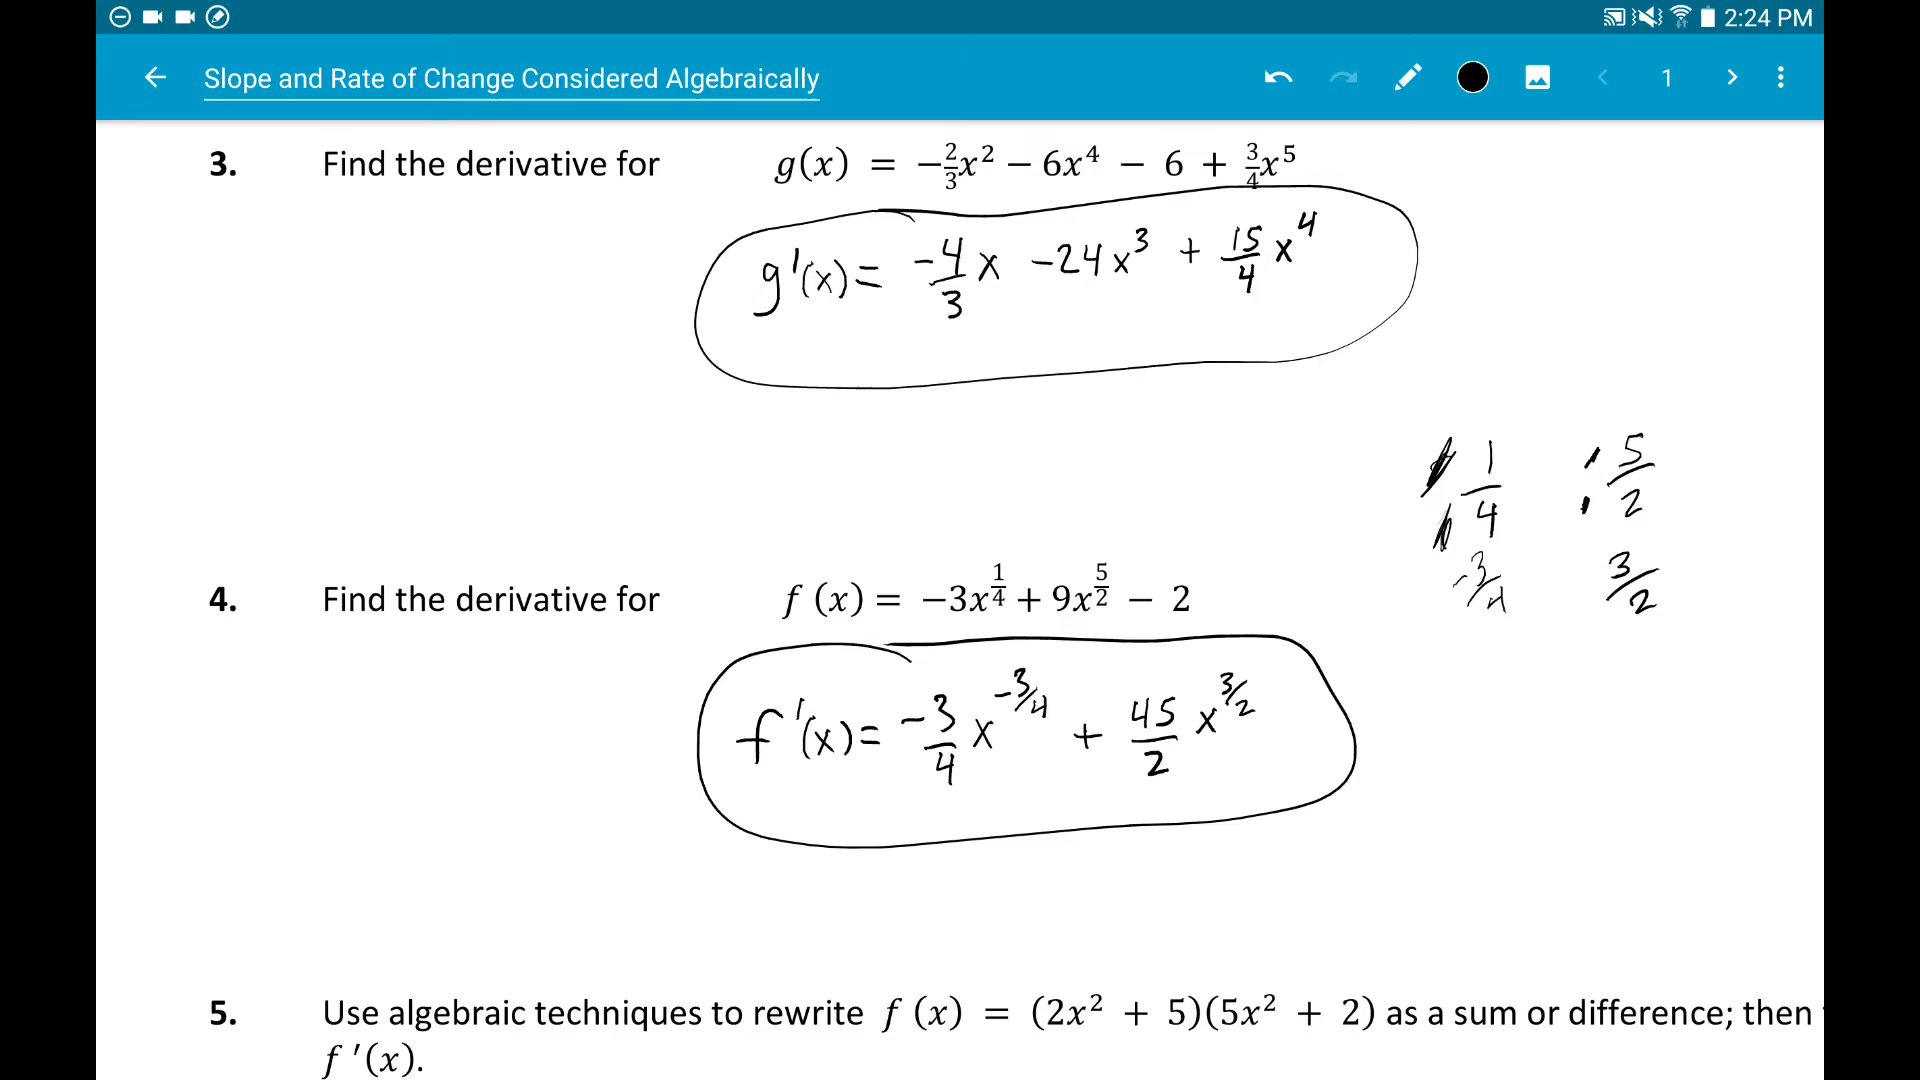 2:24 PM
Slope and Rate of Change Considered Algebraically
1
3. Find the derivative for g(x) = −2/3x² − 6x⁴ − 6 + 3/4x⁵
g'(x) = -4/3 x - 24x³ + 15/4 x⁴
1/4 5/2
-3/4 3/2
4. Find the derivative for f (x) = −3x^(1/4) + 9x^(5/2) − 2
f'(x) = -3/4 x^(-3/4) + 45/2 x^(3/2)
5. Use algebraic techniques to rewrite f (x) = (2x² + 5)(5x² + 2) as a sum or difference; then
f ′(x).